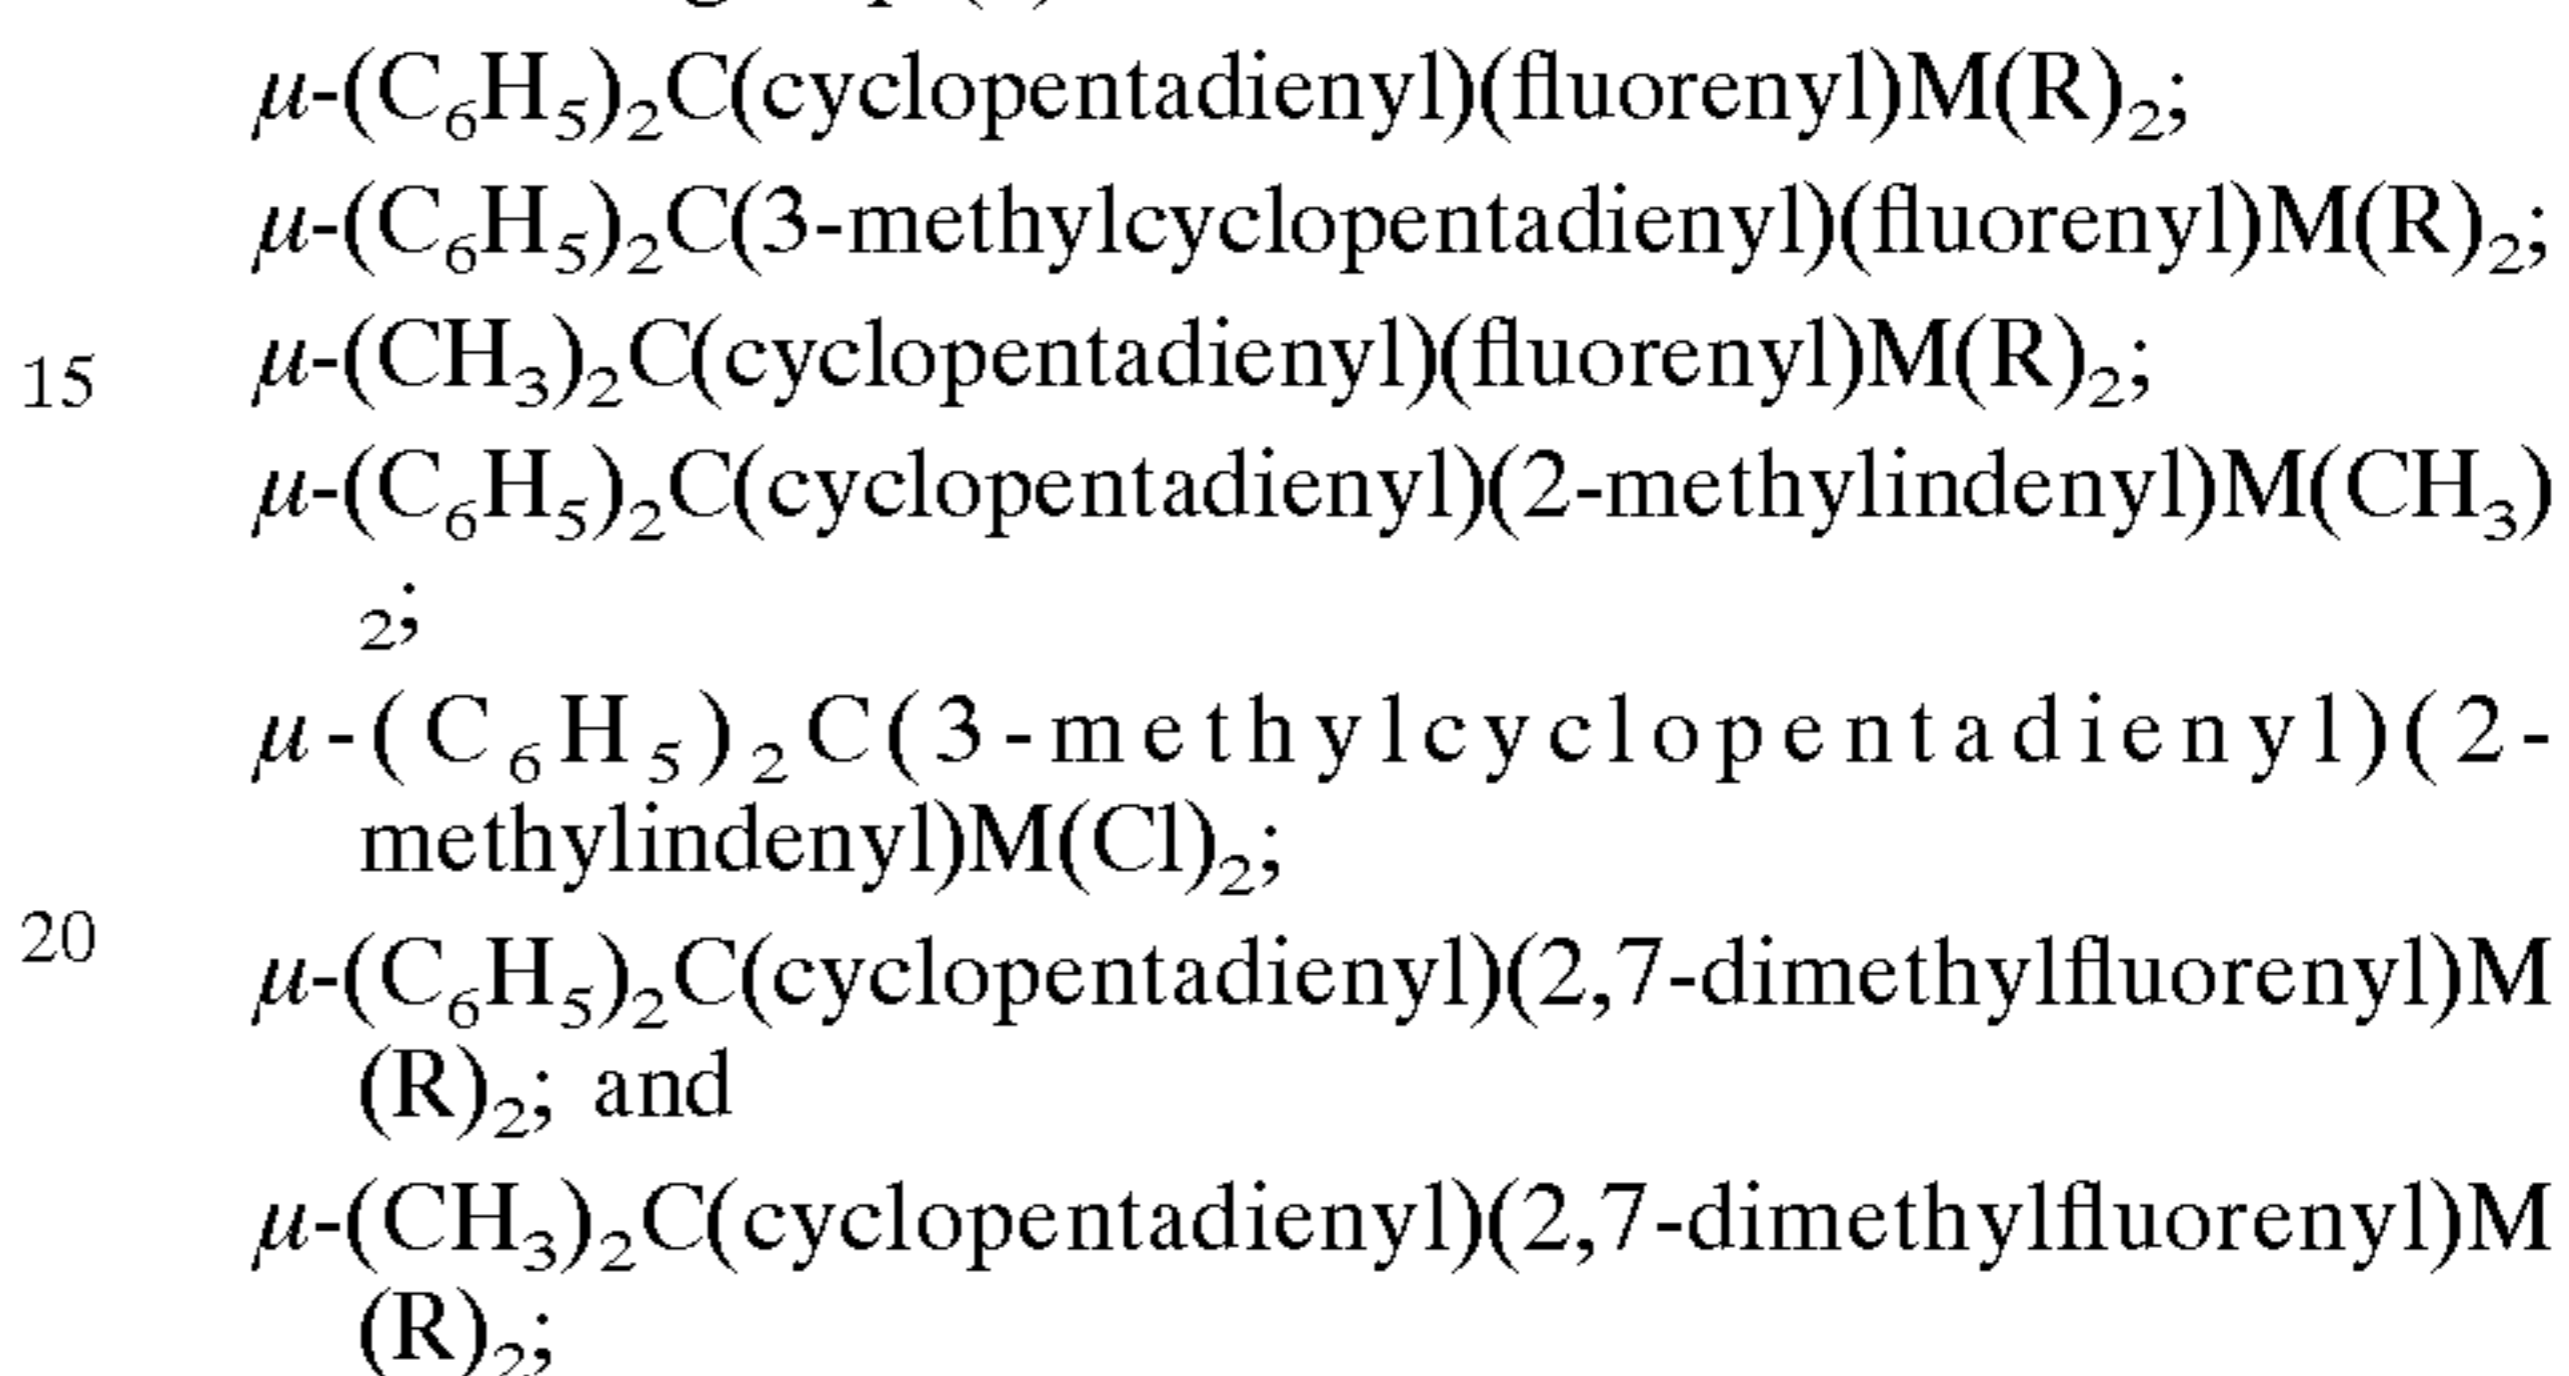 μ-(C₆H₅)₂C(cyclopentadienyl)(fluorenyl)M(R)₂;
μ-(C₆H₅)₂C(3-methylcyclopentadienyl)(fluorenyl)M(R)₂;
15 μ-(CH₃)₂C(cyclopentadienyl)(fluorenyl)M(R)₂;
μ-(C₆H₅)₂C(cyclopentadienyl)(2-methylindenyl)M(CH₃)
₂;
μ-(C₆H₅)₂C(3-methylcyclopentadienyl)(2-
methylindenyl)M(Cl)₂;
20 μ-(C₆H₅)₂C(cyclopentadienyl)(2,7-dimethylfluorenyl)M
(R)₂; and
μ-(CH₃)₂C(cyclopentadienyl)(2,7-dimethylfluorenyl)M
(R)₂;